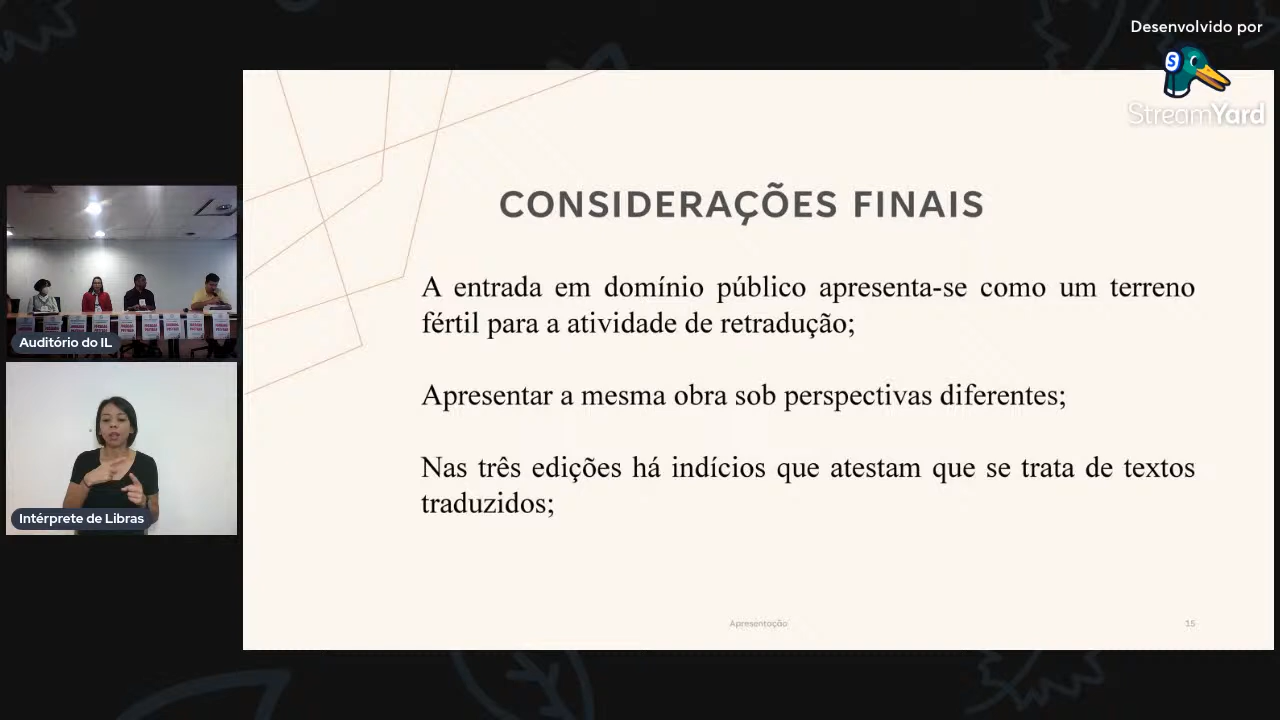 Desenvolvido por
S
StreamYard
CONSIDERAÇÕES FINAIS
A entrada em domínio público apresenta-se como um terreno
fértil para a atividade de retradução;
Apresentar a mesma obra sob perspectivas diferentes;
Nas três edições há indícios que atestam que se trata de textos
traduzidos;
Apresentação
15
Auditório do IL
Intérprete de Libras